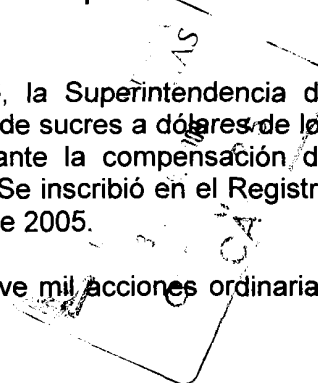 , la Superintendencia d
de sucres a dólares de lo
ante la compensación d
Se inscribió en el Registr
e 2005.
ve mil acciones ordinaria